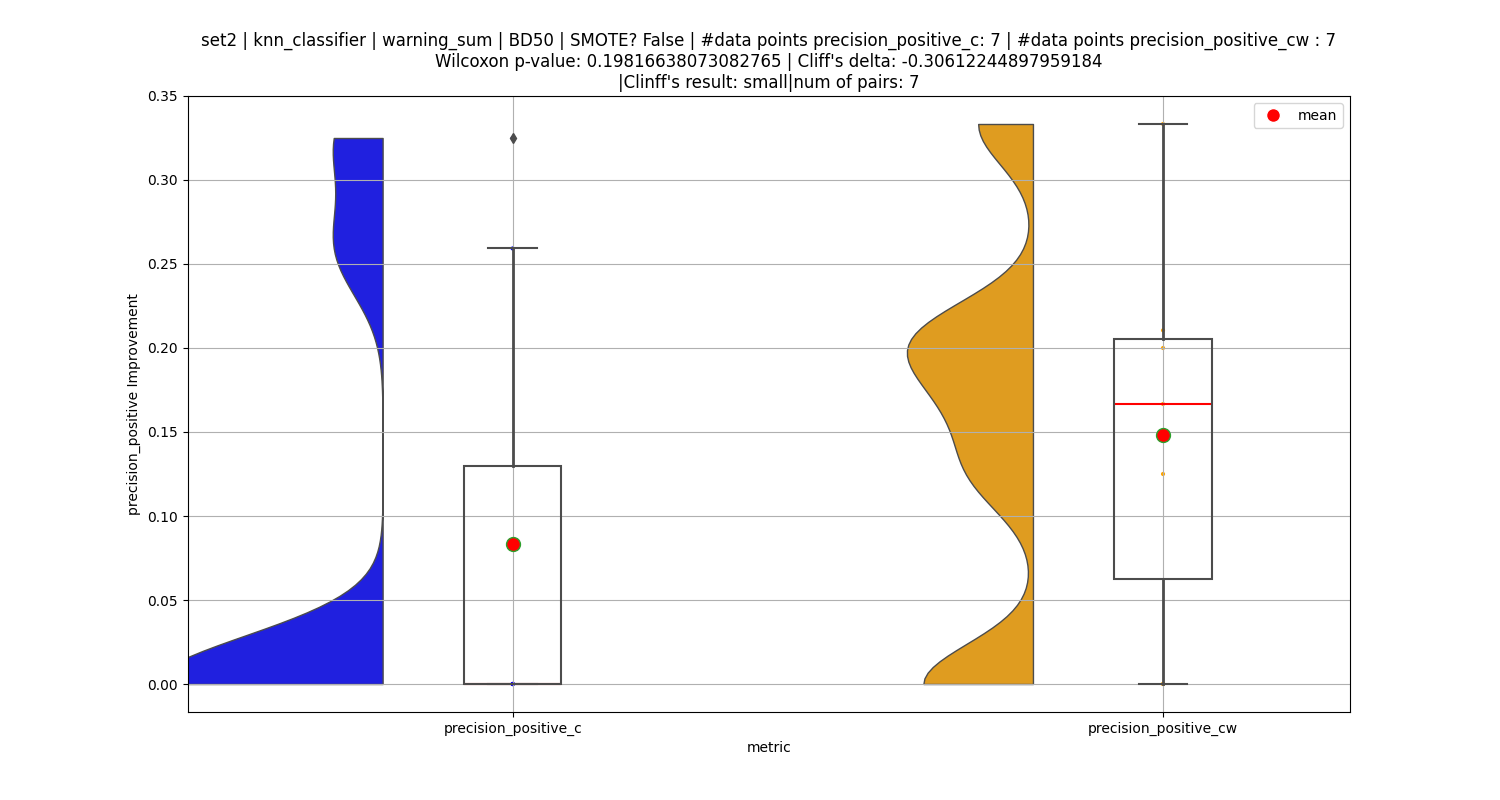 set2 | knn_classifier | warning_sum | BD50 | SMOTE? False | #data points precision_positive_c: 7 | #data points precision_positive_cw : 7
Wilcoxon p-value: 0.19816638073082765 | Cliff's delta: -0.30612244897959184
|Clinff's result: small|num of pairs: 7
mean
0.35
0.30
0.25
0.20
0.15
0.10
0.05
0.00
precision_positive Improvement
precision_positive_c
precision_positive_cw
metric